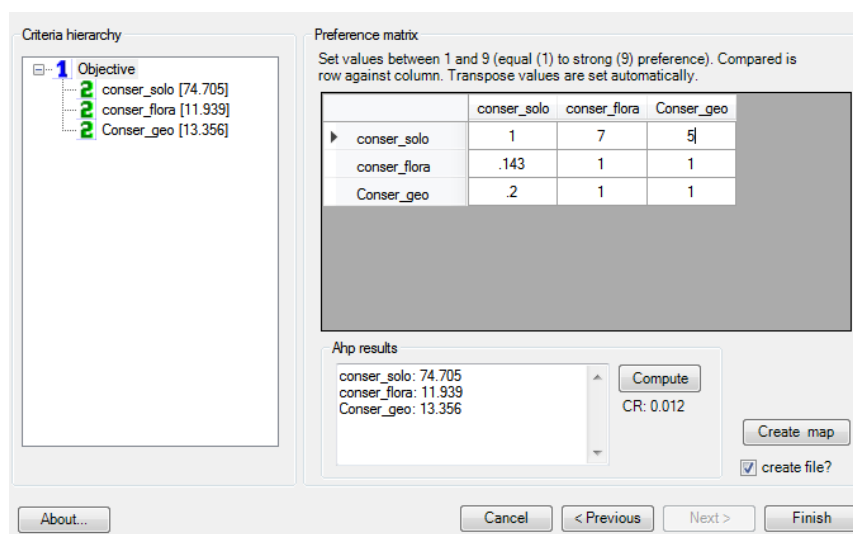 Criteria hierarchy
1 Objective
2 conser_solo [74.705]
2 conser_flora [11.939]
2 Conser_geo [13.356]
Preference matrix
Set values between 1 and 9 (equal (1) to strong (9) preference). Compared is
row against column. Transpose values are set automatically.
conser_solo conser_flora Conser_geo
conser_solo 1 7 5
conser_flora .143 1 1
Conser_geo .2 1 1
Ahp results
conser_solo: 74.705
conser_flora: 11.939
Conser_geo: 13.356
Compute
CR: 0.012
Create map
create file?
About... Cancel < Previous Next > Finish